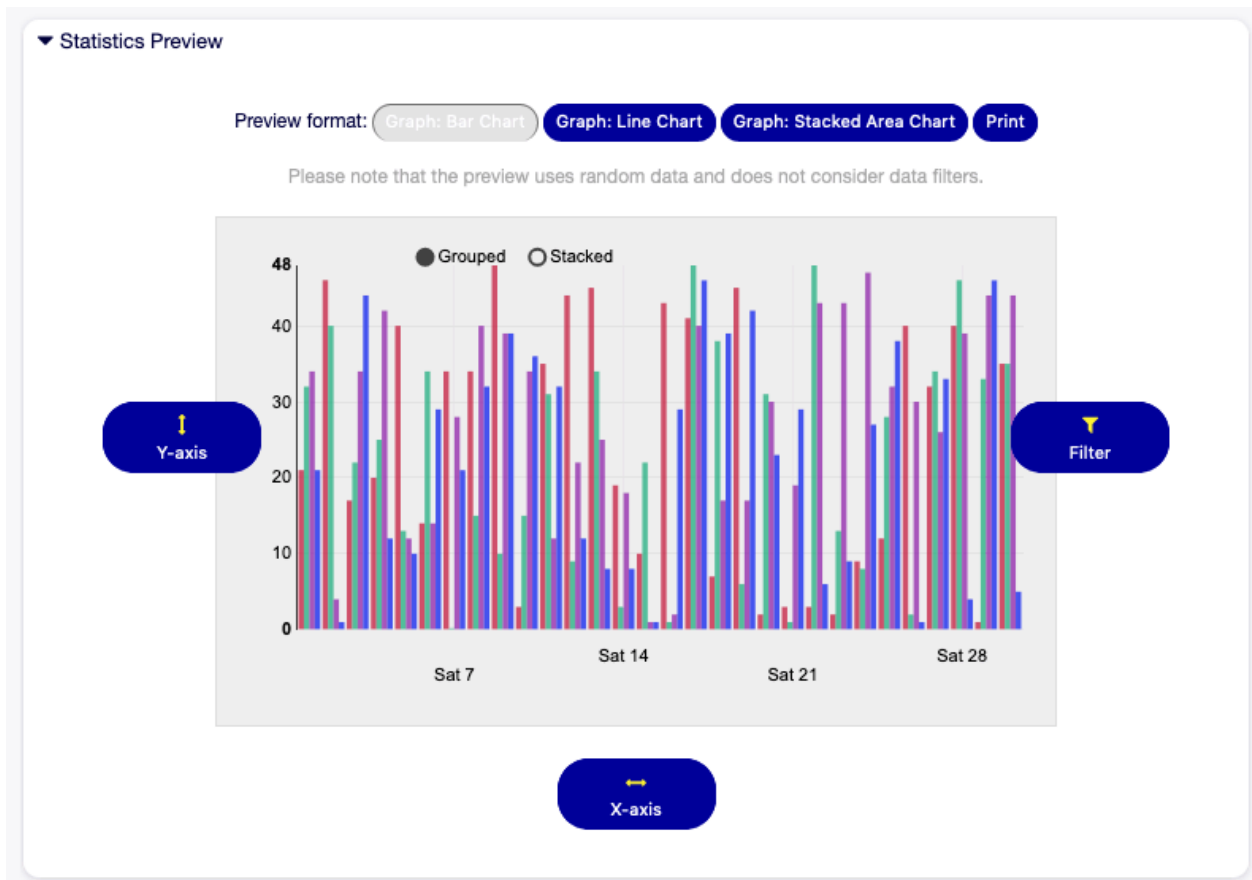 Statistics Preview
Preview format: Graph: Bar Chart Graph: Line Chart Graph: Stacked Area Chart Print
Please note that the preview uses random data and does not consider data filters.
Grouped Stacked
48
40
30
20
10
0
Y-axis
Filter
Sat 7
Sat 14
Sat 21
Sat 28
X-axis